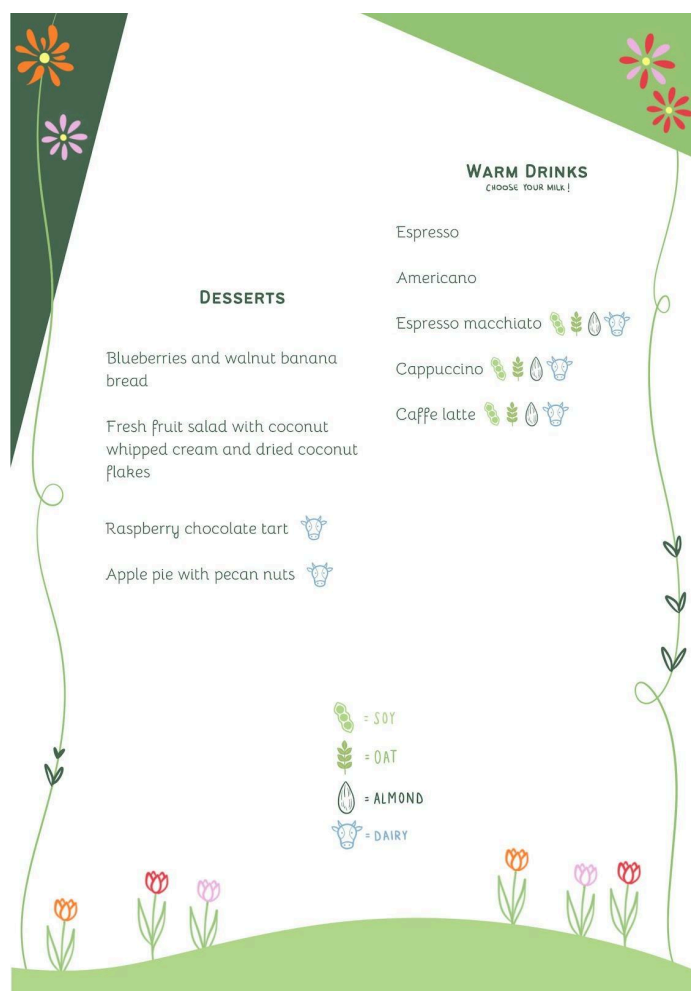 Desserts
Blueberries and walnut banana
bread
Fresh fruit salad with coconut
whipped cream and dried coconut
flakes
Raspberry chocolate tart
Apple pie with pecan nuts
Warm Drinks
CHOOSE YOUR MILK!
Espresso
Americano
Espresso macchiato
Cappuccino
Caffe latte
= SOY
= OAT
= ALMOND
= DAIRY